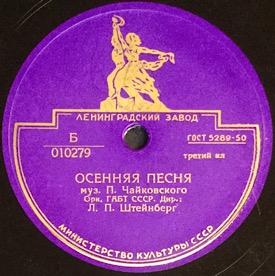 ЛЕНИНГРАДСКИЙ ЗАВОД
Б
010279
ГОСТ 5289-50
третий кл
ОСЕННЯЯ ПЕСНЯ
муз. П. Чайковского
Орк. ГАБТ СССР. Дир.:
Л. П. Штейнберг
МИНИСТЕРСТВО КУЛЬТУРЫ СССР